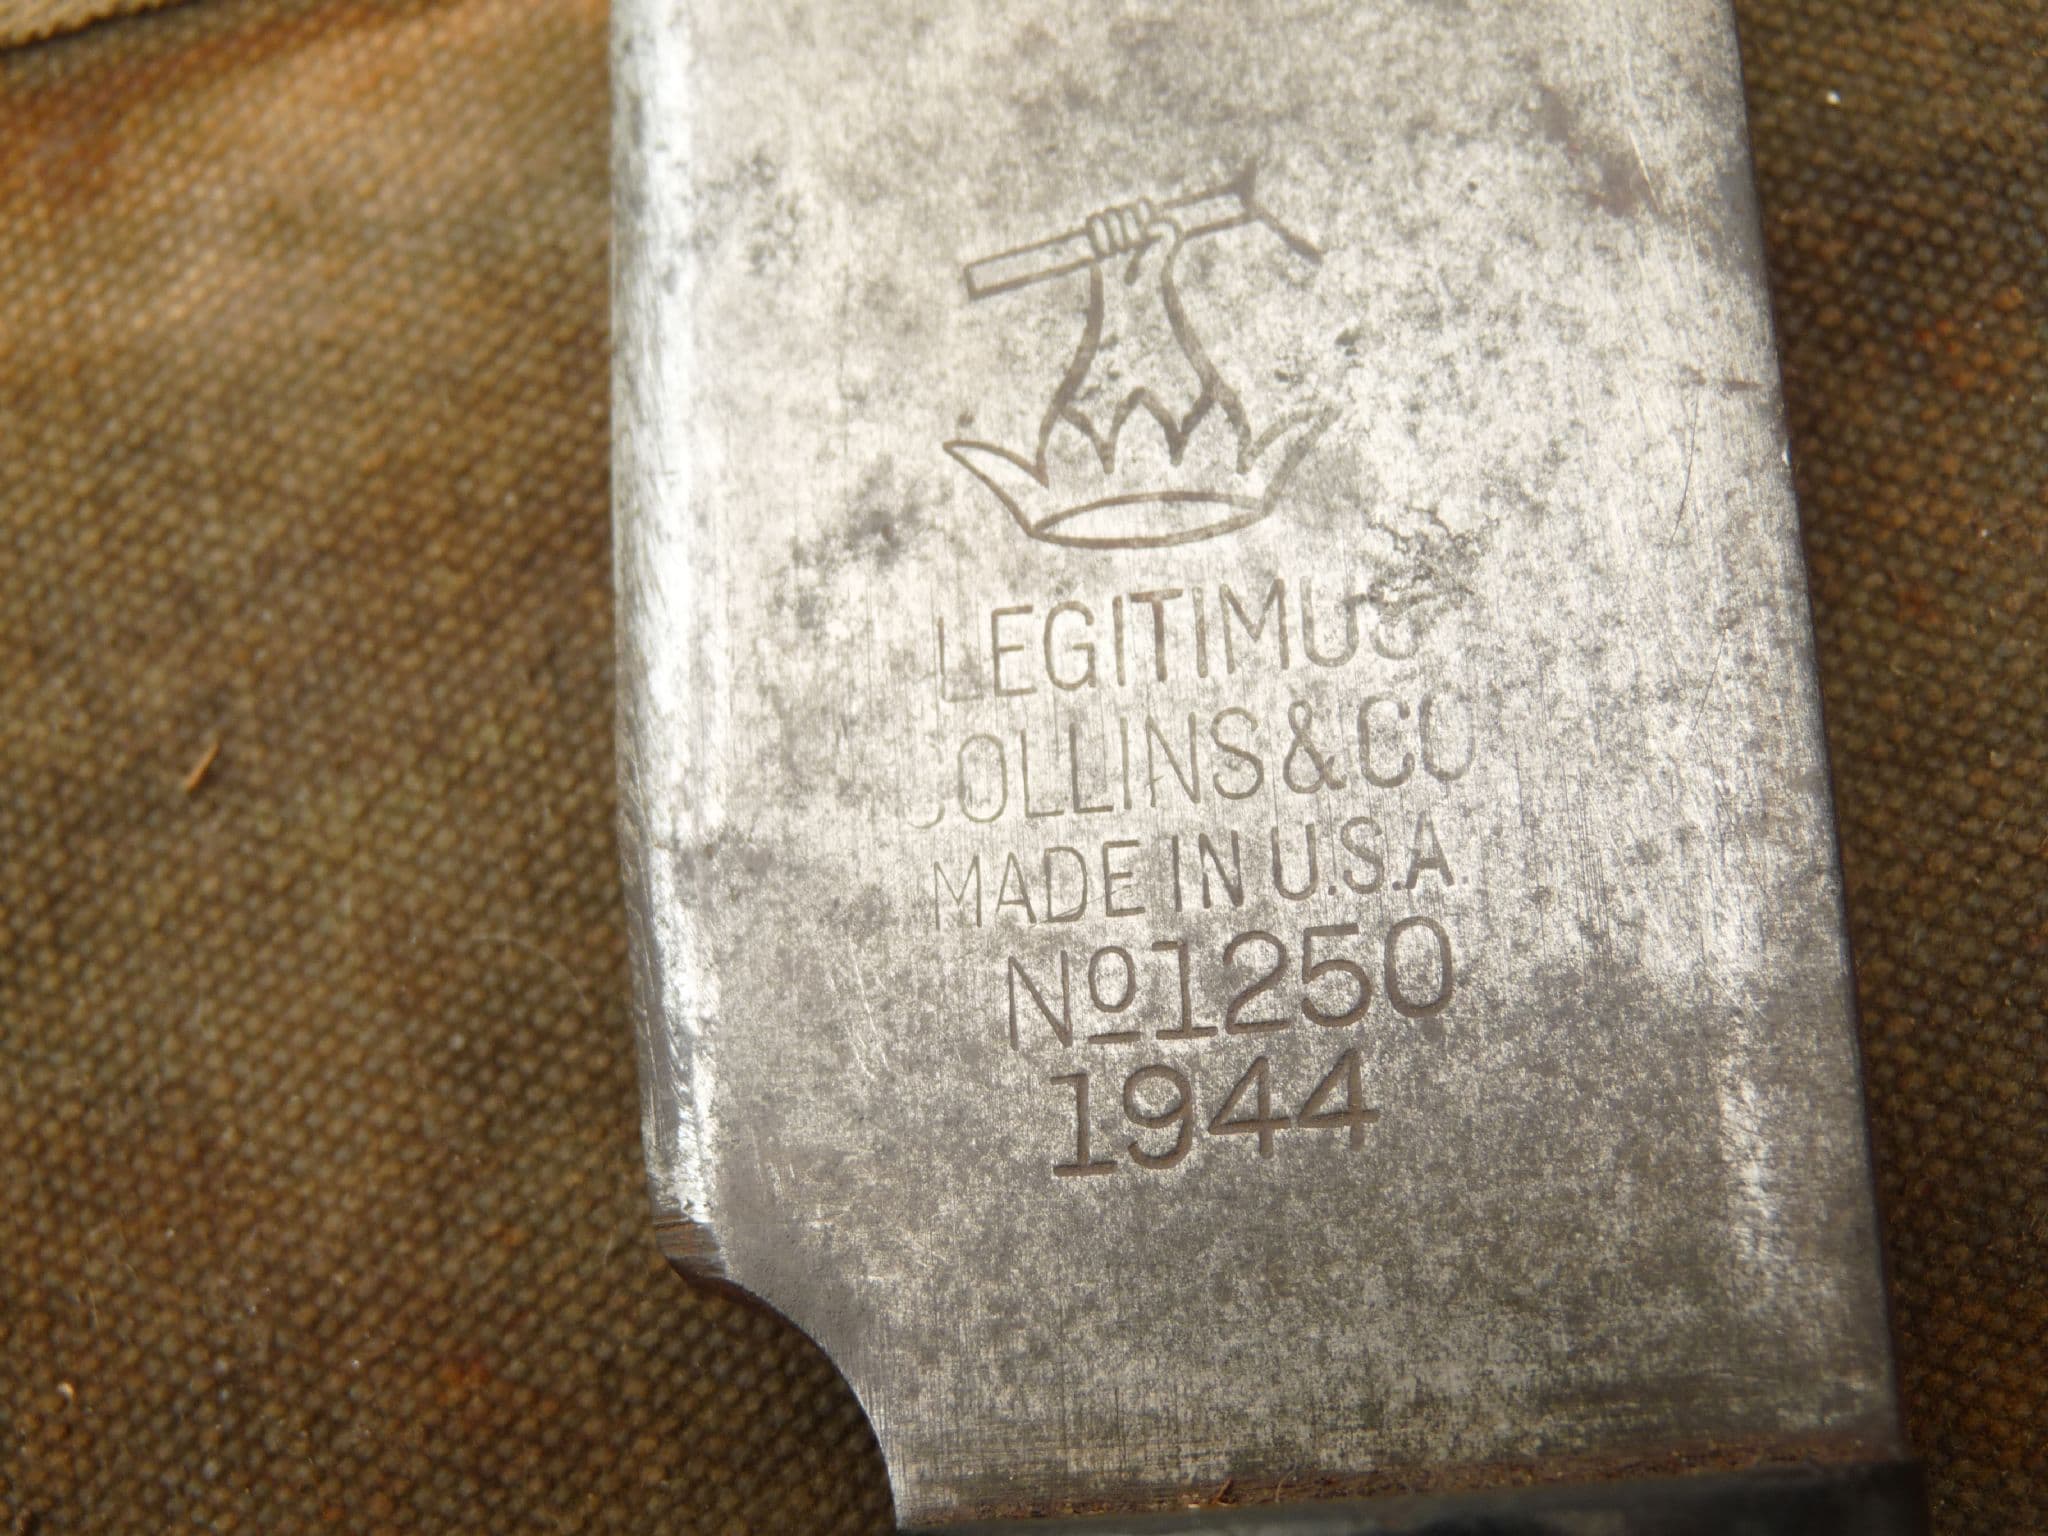 LEGITIMUS
COLLINS & CO
MADE IN U.S.A.
Nº 1250
1944